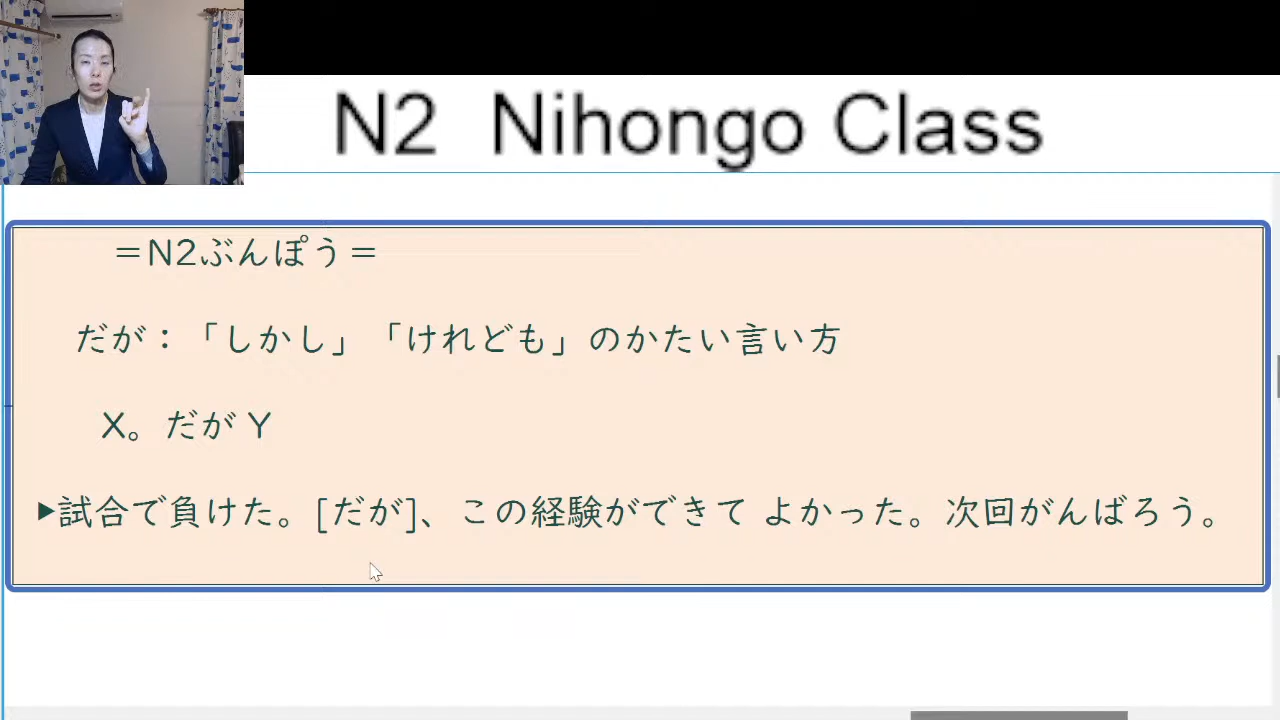 N2 Nihongo Class
＝N2ぶんぽう＝
だが：「しかし」「けれども」のかたい言い方
X。だが Y
▶試合で負けた。[だが]、この経験ができて よかった。次回がんばろう。